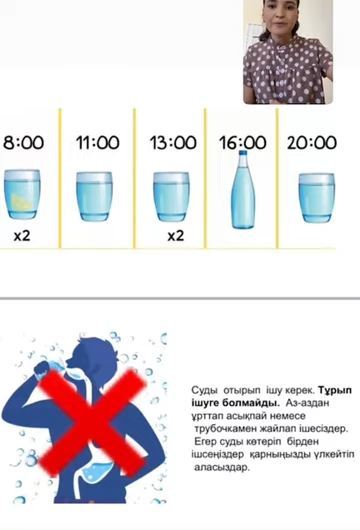 8:00 11:00 13:00 16:00 20:00
x2 x2
Суды отырып ішу керек. Тұрып
ішуге болмайды. Аз-аздан
ұрттап асықпай немесе
трубочкамен жайлап ішесіздер.
Егер суды көтеріп бірден
ішсеңіздер қарныңызды үлкейтіп
аласыздар.